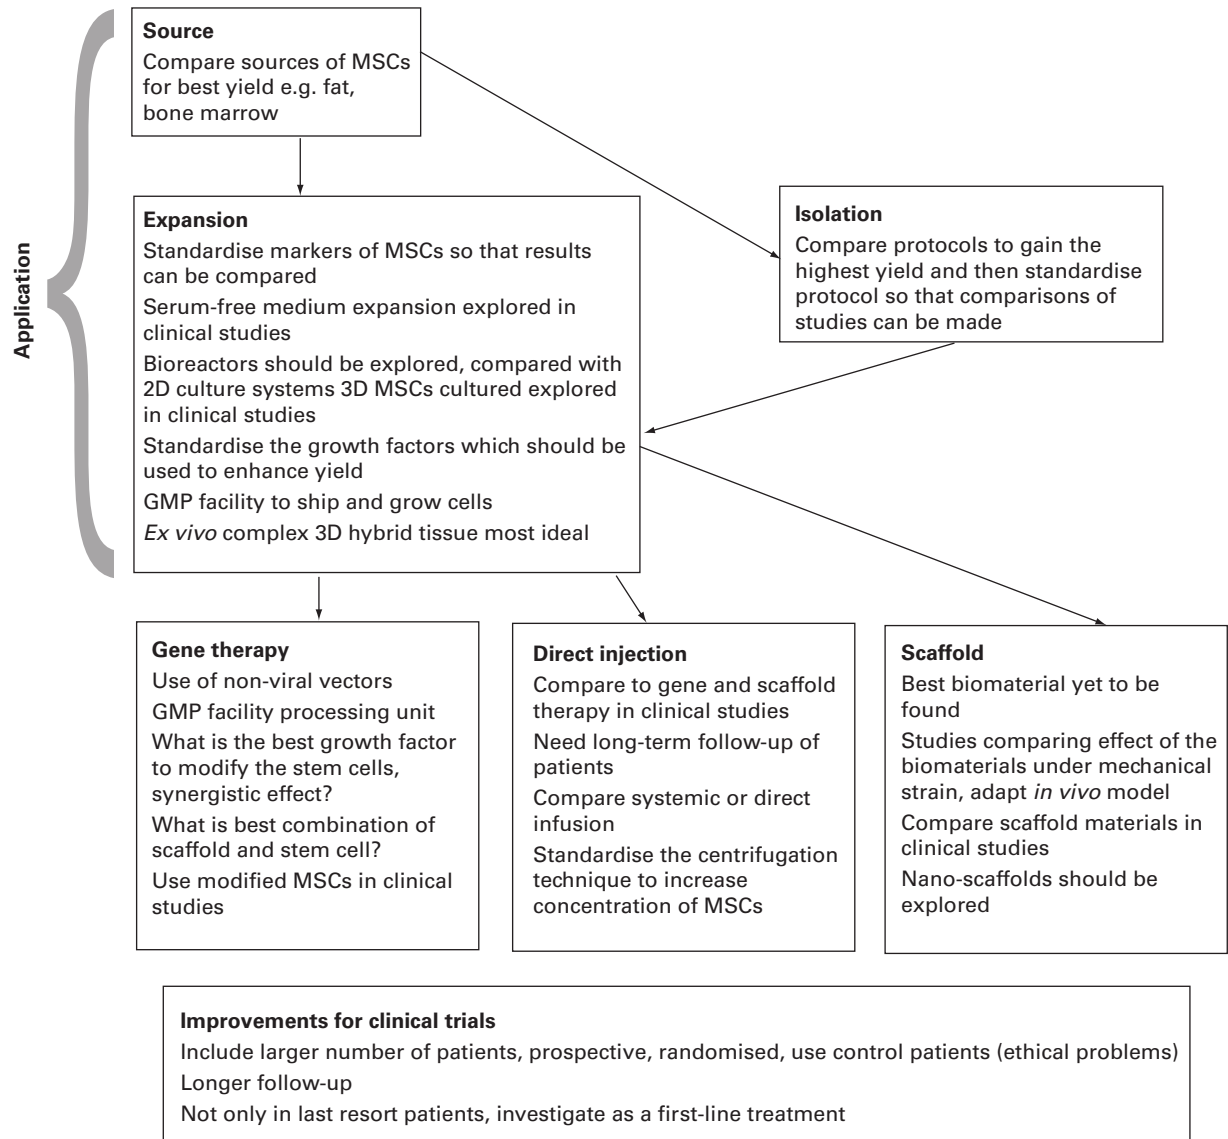 Application
Source
Compare sources of MSCs
for best yield e.g. fat,
bone marrow
Expansion
Standardise markers of MSCs so that results
can be compared
Serum-free medium expansion explored in
clinical studies
Bioreactors should be explored, compared with
2D culture systems 3D MSCs cultured explored
in clinical studies
Standardise the growth factors which should be
used to enhance yield
GMP facility to ship and grow cells
Ex vivo complex 3D hybrid tissue most ideal
Isolation
Compare protocols to gain the
highest yield and then standardise
protocol so that comparisons of
studies can be made
Gene therapy
Use of non-viral vectors
GMP facility processing unit
What is the best growth factor
to modify the stem cells,
synergistic effect?
What is best combination of
scaffold and stem cell?
Use modified MSCs in clinical
studies
Direct injection
Compare to gene and scaffold
therapy in clinical studies
Need long-term follow-up of
patients
Compare systemic or direct
infusion
Standardise the centrifugation
technique to increase
concentration of MSCs
Scaffold
Best biomaterial yet to be
found
Studies comparing effect of the
biomaterials under mechanical
strain, adapt in vivo model
Compare scaffold materials in
clinical studies
Nano-scaffolds should be
explored
Improvements for clinical trials
Include larger number of patients, prospective, randomised, use control patients (ethical problems)
Longer follow-up
Not only in last resort patients, investigate as a first-line treatment